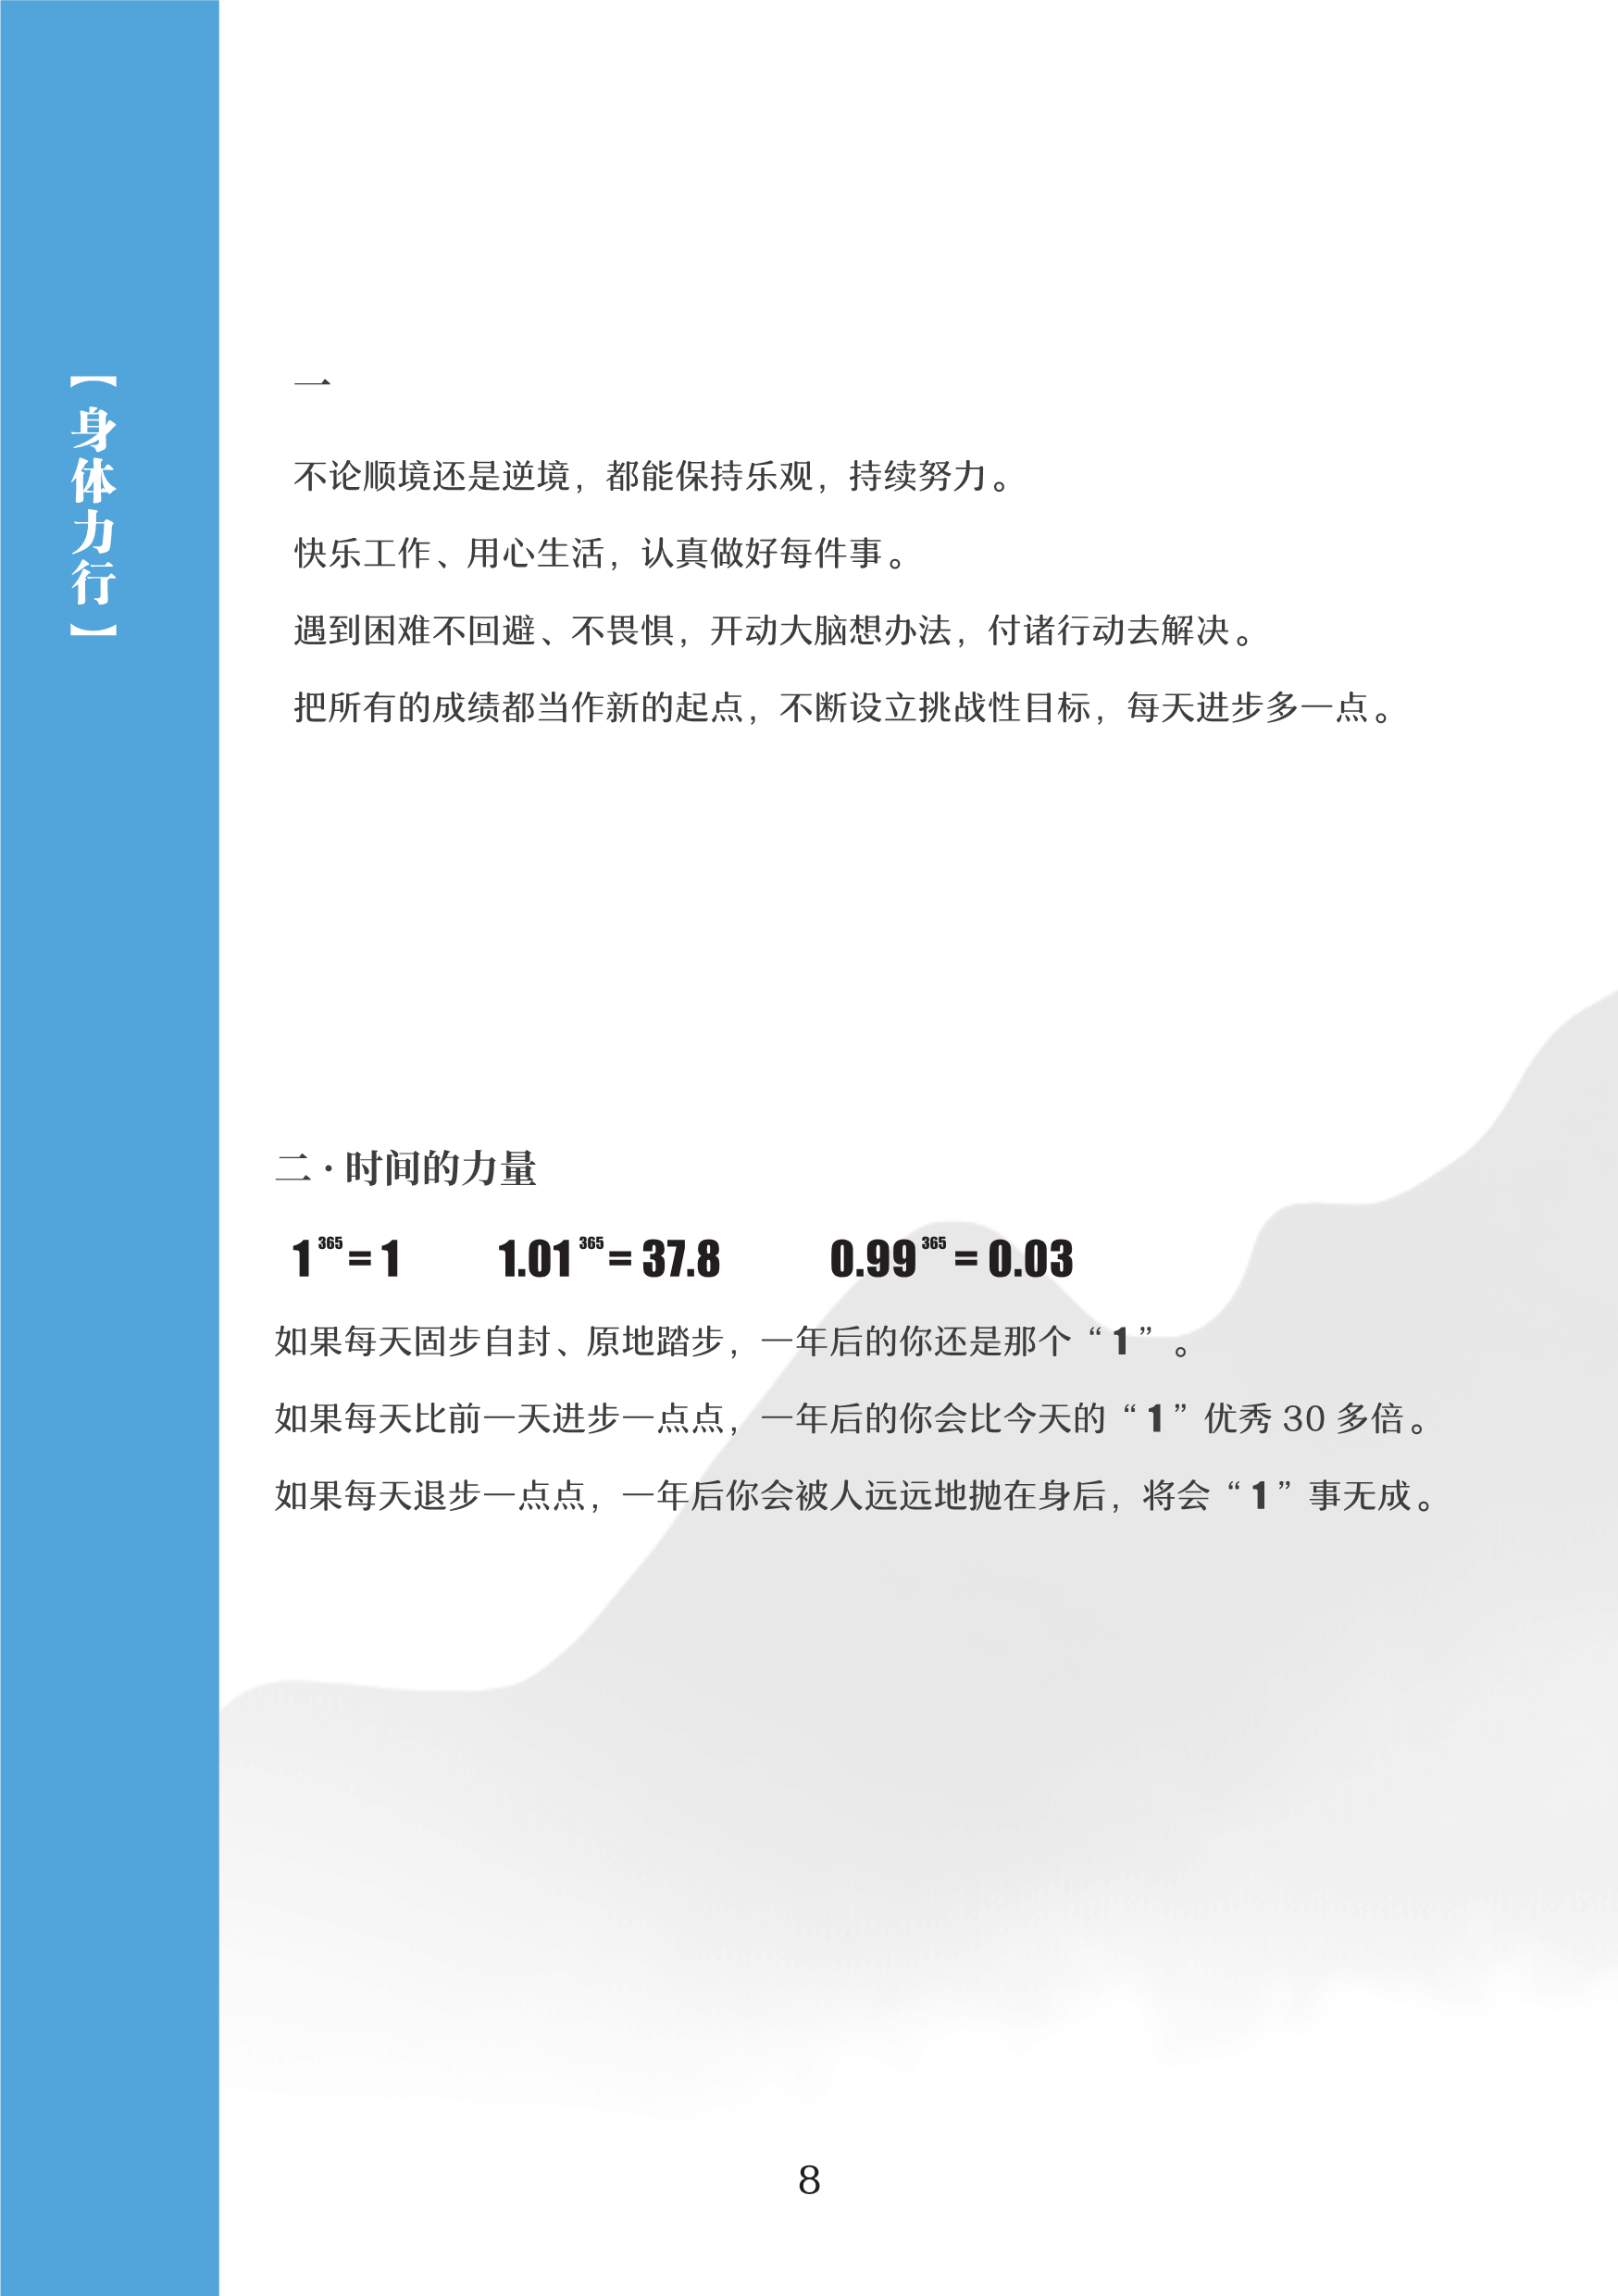 【身体力行】
一
不论顺境还是逆境，都能保持乐观，持续努力。
快乐工作、用心生活，认真做好每件事。
遇到困难不回避、不畏惧，开动大脑想办法，付诸行动去解决。
把所有的成绩都当作新的起点，不断设立挑战性目标，每天进步多一点。
二·时间的力量
1³⁶⁵=1 1.01³⁶⁵=37.8 0.99³⁶⁵=0.03
如果每天固步自封、原地踏步，一年后的你还是那个“1”。
如果每天比前一天进步一点点，一年后的你会比今天的“1”优秀30多倍。
如果每天退步一点点，一年后你会被人远远地抛在身后，将会“1”事无成。
8